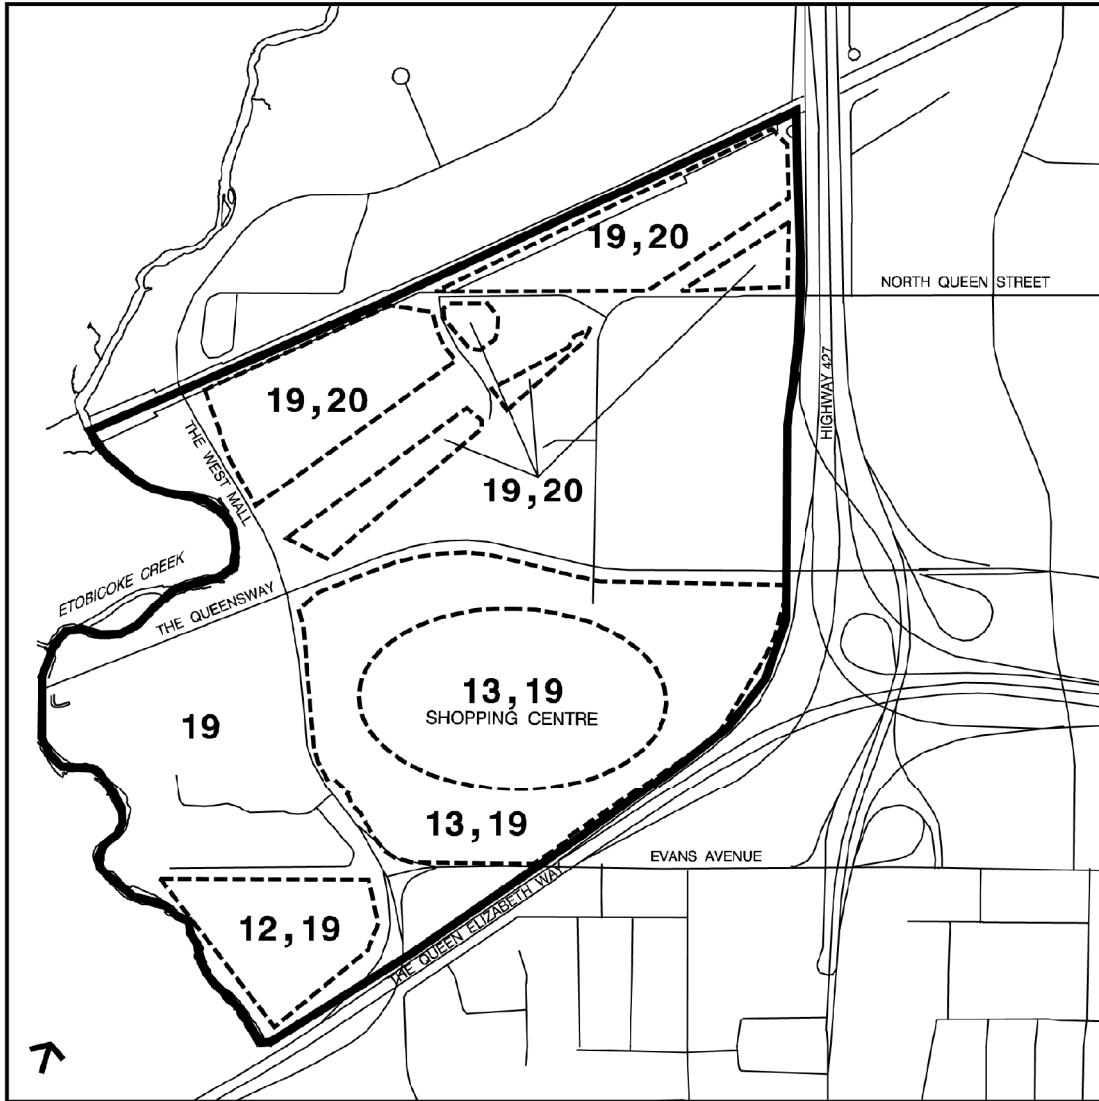 19,20
NORTH QUEEN STREET
HIGHWAY 427
19,20
THE WEST MALL
19,20
ETOBICOKE CREEK
THE QUEENSWAY
13,19
SHOPPING CENTRE
19
13,19
EVANS AVENUE
THE QUEEN ELIZABETH WAY
12,19